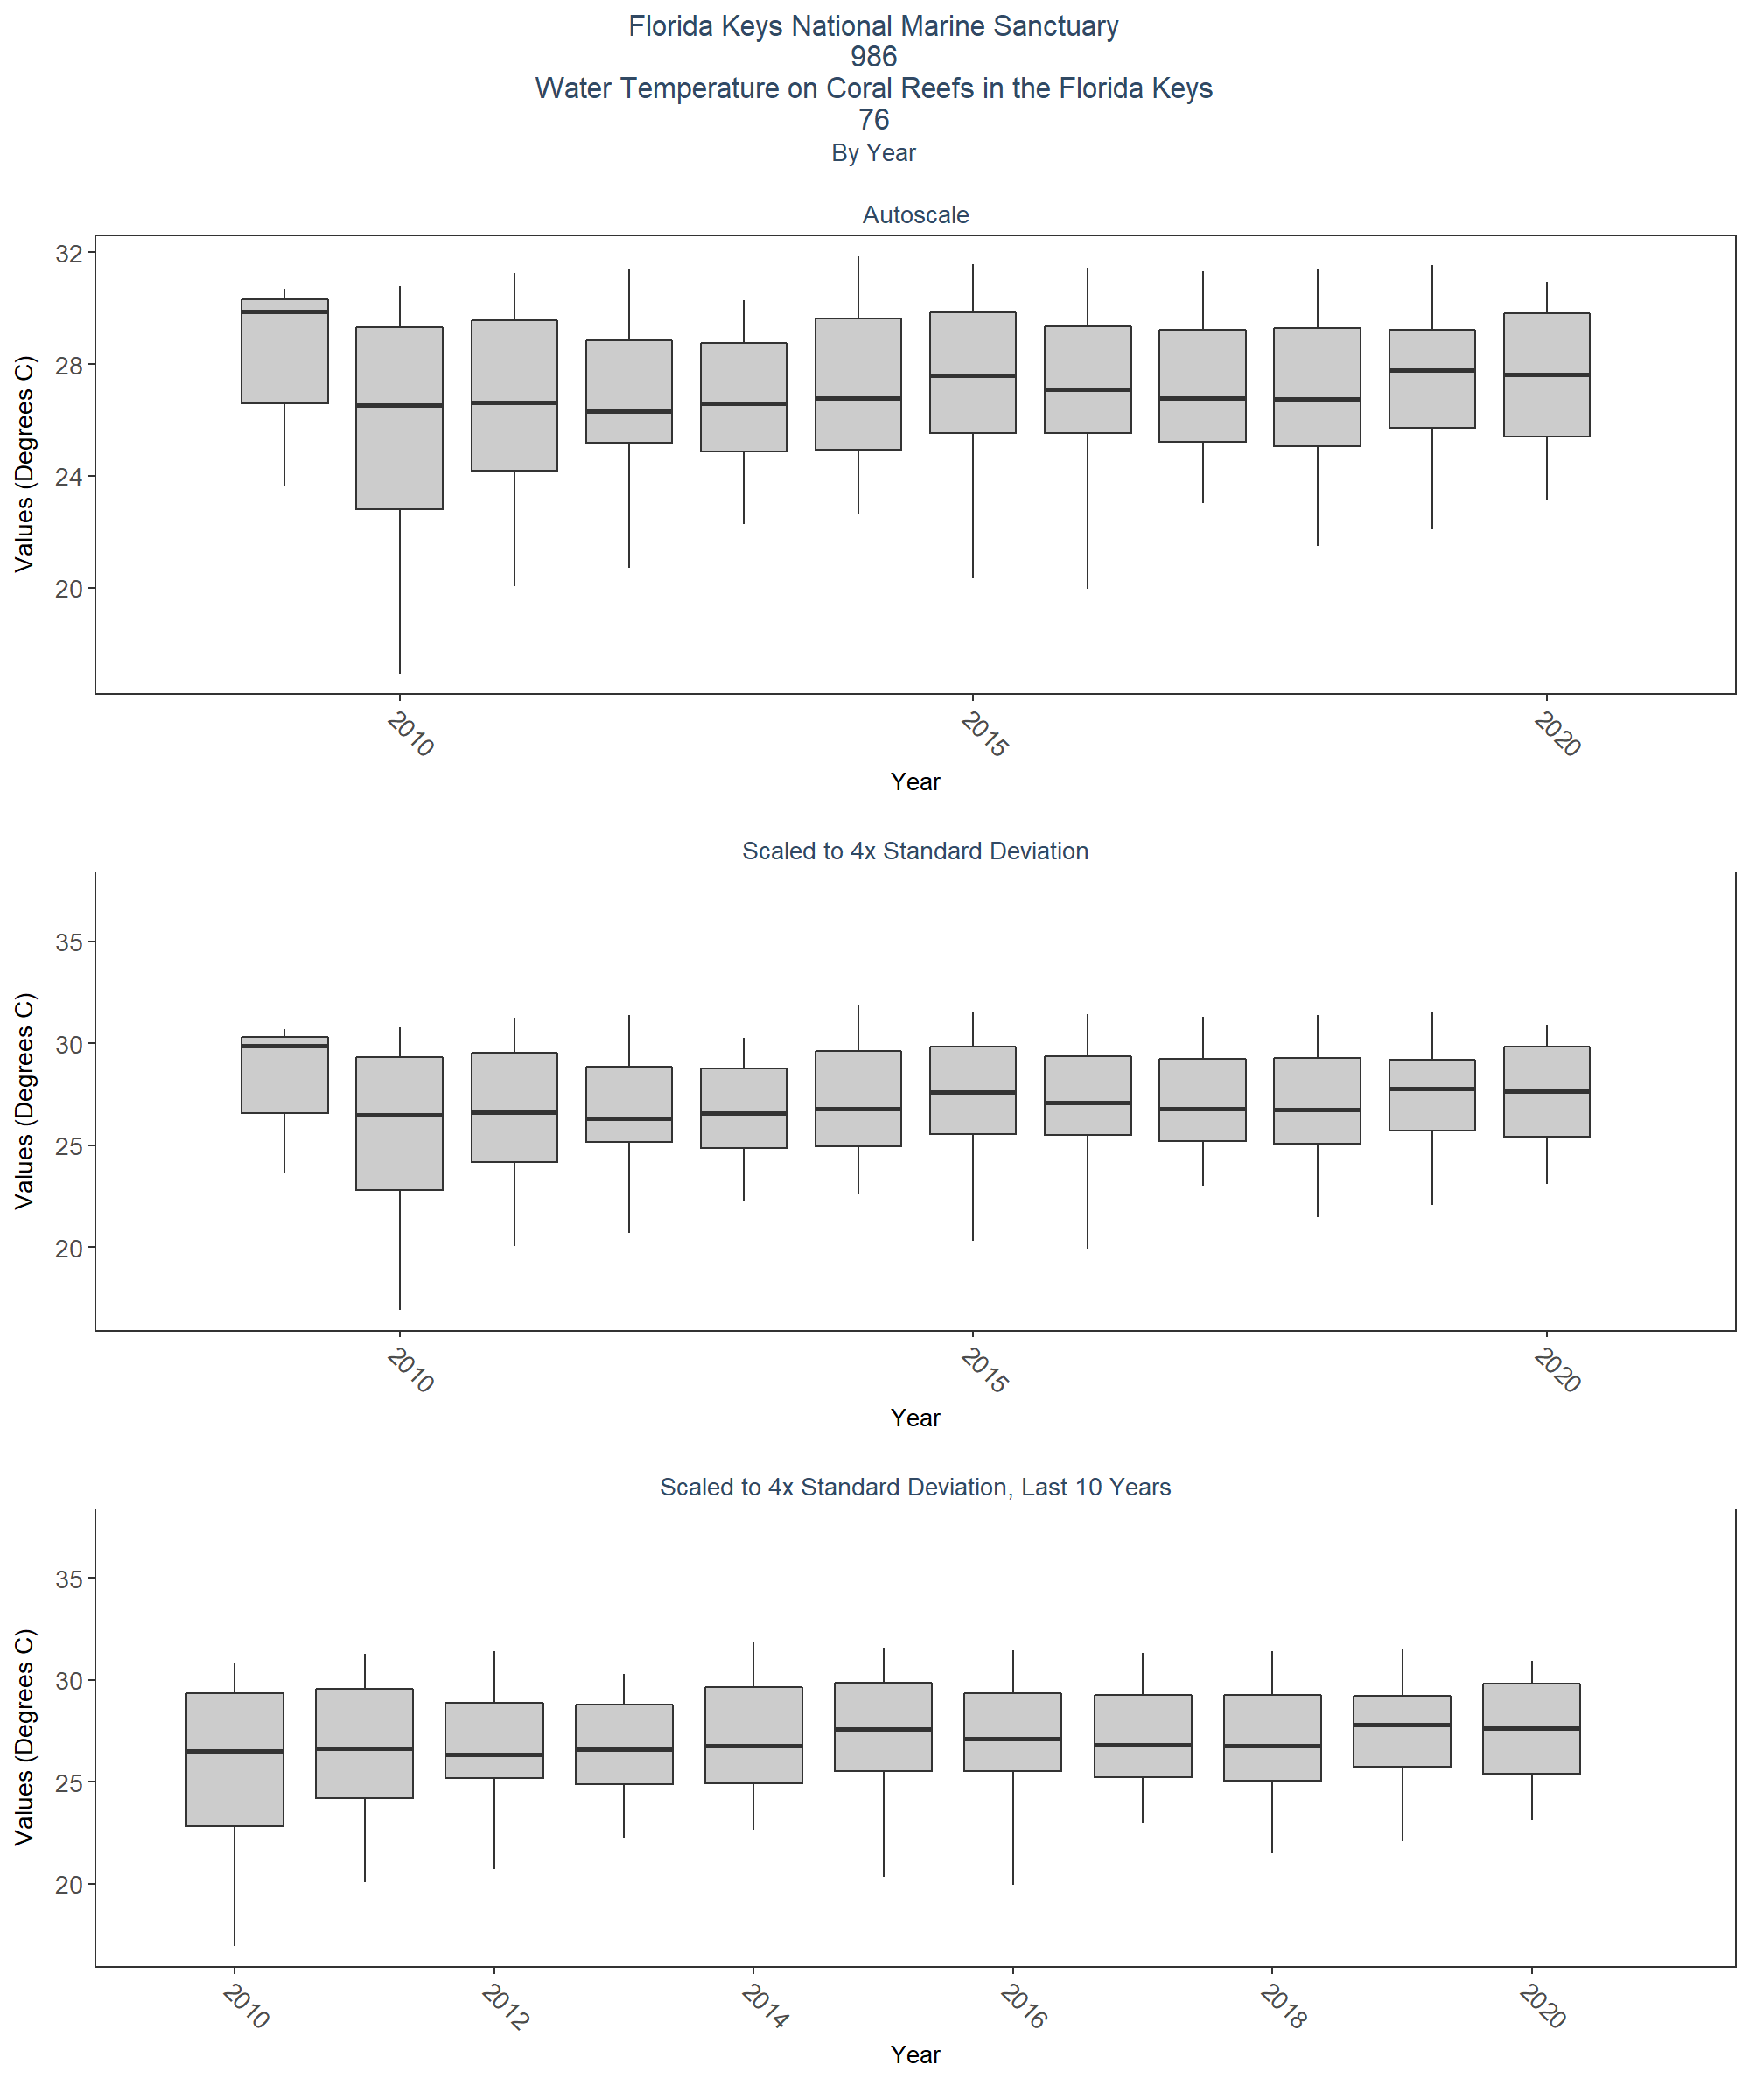 Florida Keys National Marine Sanctuary
986
Water Temperature on Coral Reefs in the Florida Keys
76
By Year
Autoscale
Values (Degrees C)
32
28
24
20
2010
2015
2020
Year
Scaled to 4x Standard Deviation
Values (Degrees C)
35
30
25
20
2010
2015
2020
Year
Scaled to 4x Standard Deviation, Last 10 Years
Values (Degrees C)
35
30
25
20
2010
2012
2014
2016
2018
2020
Year